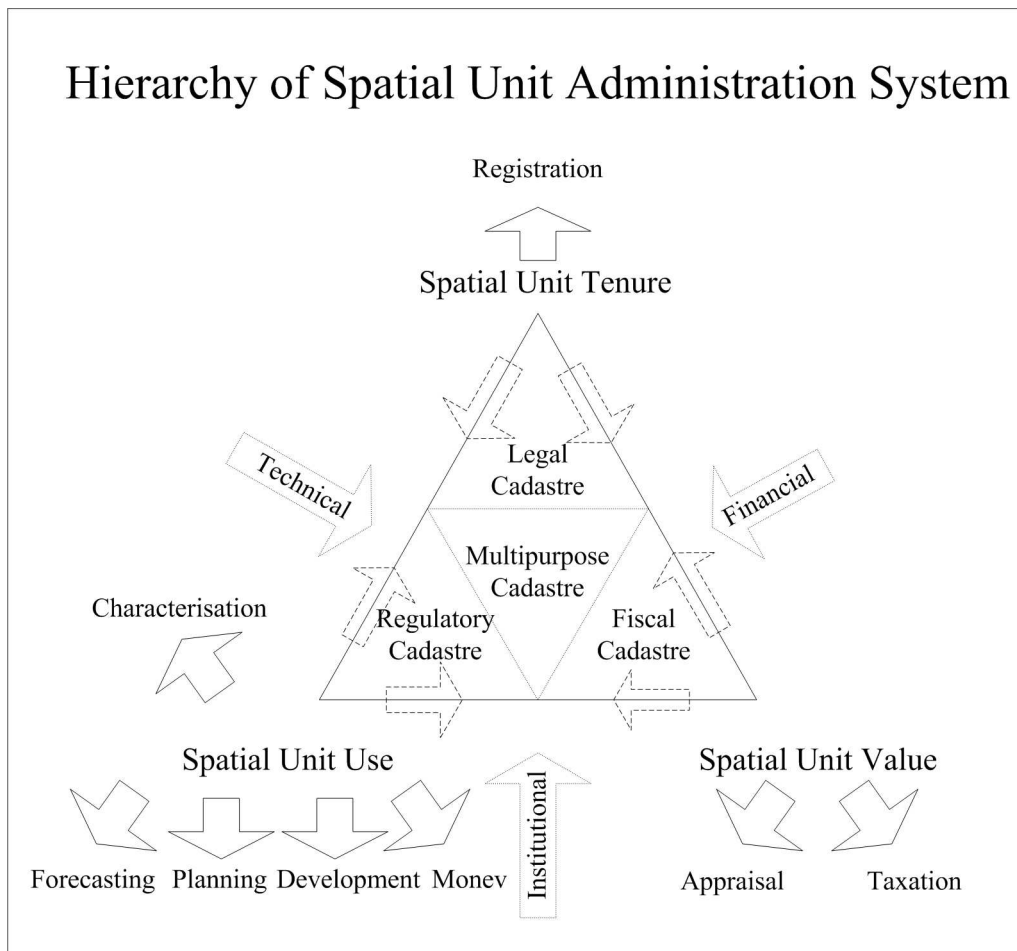 Hierarchy of Spatial Unit Administration System
Registration
Spatial Unit Tenure
Legal
Cadastre
Technical
Financial
Multipurpose
Cadastre
Characterisation
Regulatory
Cadastre
Fiscal
Cadastre
Spatial Unit Use
Spatial Unit Value
Institutional
Forecasting
Planning
Development
Monev
Appraisal
Taxation